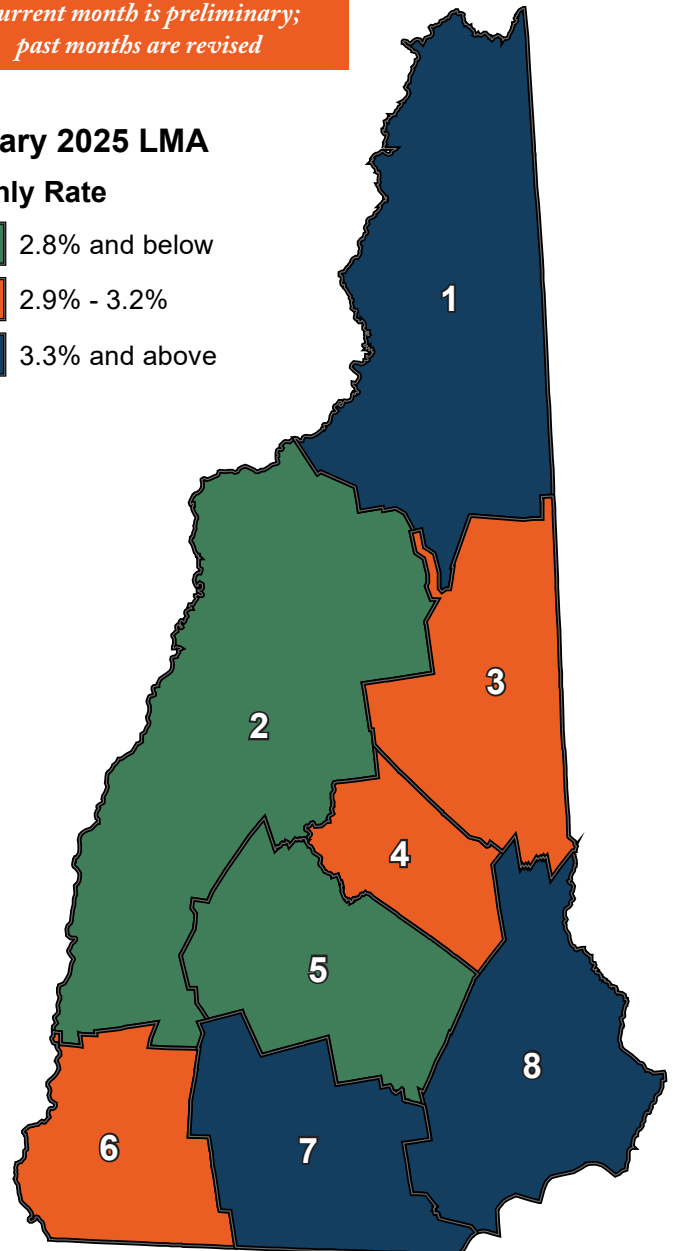 urrent month is preliminary;
past months are revised
ary 2025 LMA
ly Rate
2.8% and below
2.9% - 3.2%
3.3% and above
1
2
3
4
5
6
7
8